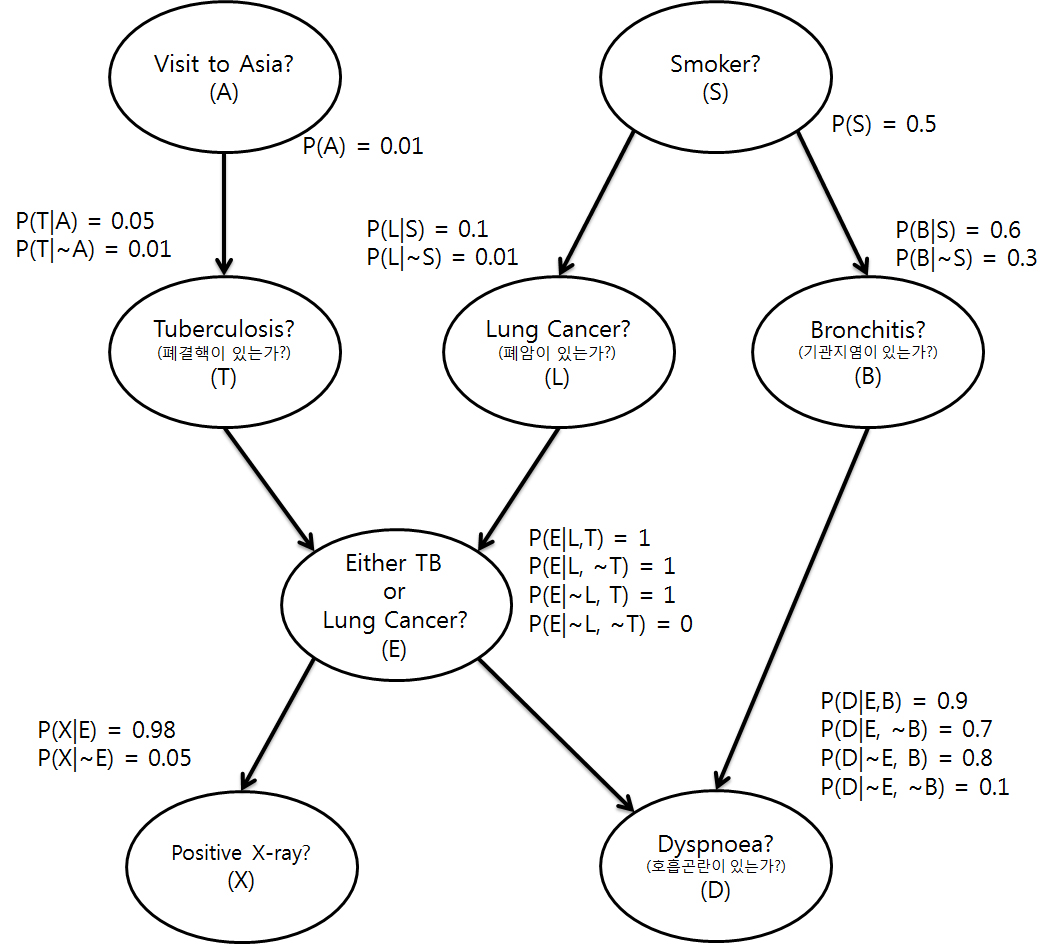 Visit to Asia?
(A)
P(A) = 0.01
Smoker?
(S)
P(S) = 0.5
P(T|A) = 0.05
P(T|~A) = 0.01
P(L|S) = 0.1
P(L|~S) = 0.01
P(B|S) = 0.6
P(B|~S) = 0.3
Tuberculosis?
(폐결핵이 있는가?)
(T)
Lung Cancer?
(폐암이 있는가?)
(L)
Bronchitis?
(기관지염이 있는가?)
(B)
Either TB
or
Lung Cancer?
(E)
P(E|L,T) = 1
P(E|L, ~T) = 1
P(E|~L, T) = 1
P(E|~L, ~T) = 0
P(X|E) = 0.98
P(X|~E) = 0.05
P(D|E,B) = 0.9
P(D|E, ~B) = 0.7
P(D|~E, B) = 0.8
P(D|~E, ~B) = 0.1
Positive X-ray?
(X)
Dyspnoea?
(호흡곤란이 있는가?)
(D)